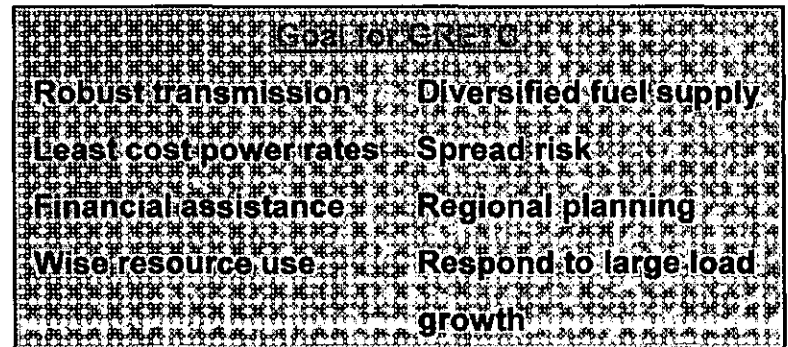 Goal for GRETC
Robust transmission Diversified fuel supply
Least cost power rates Spread risk
Financial assistance Regional planning
Wise resource use Respond to large load
growth